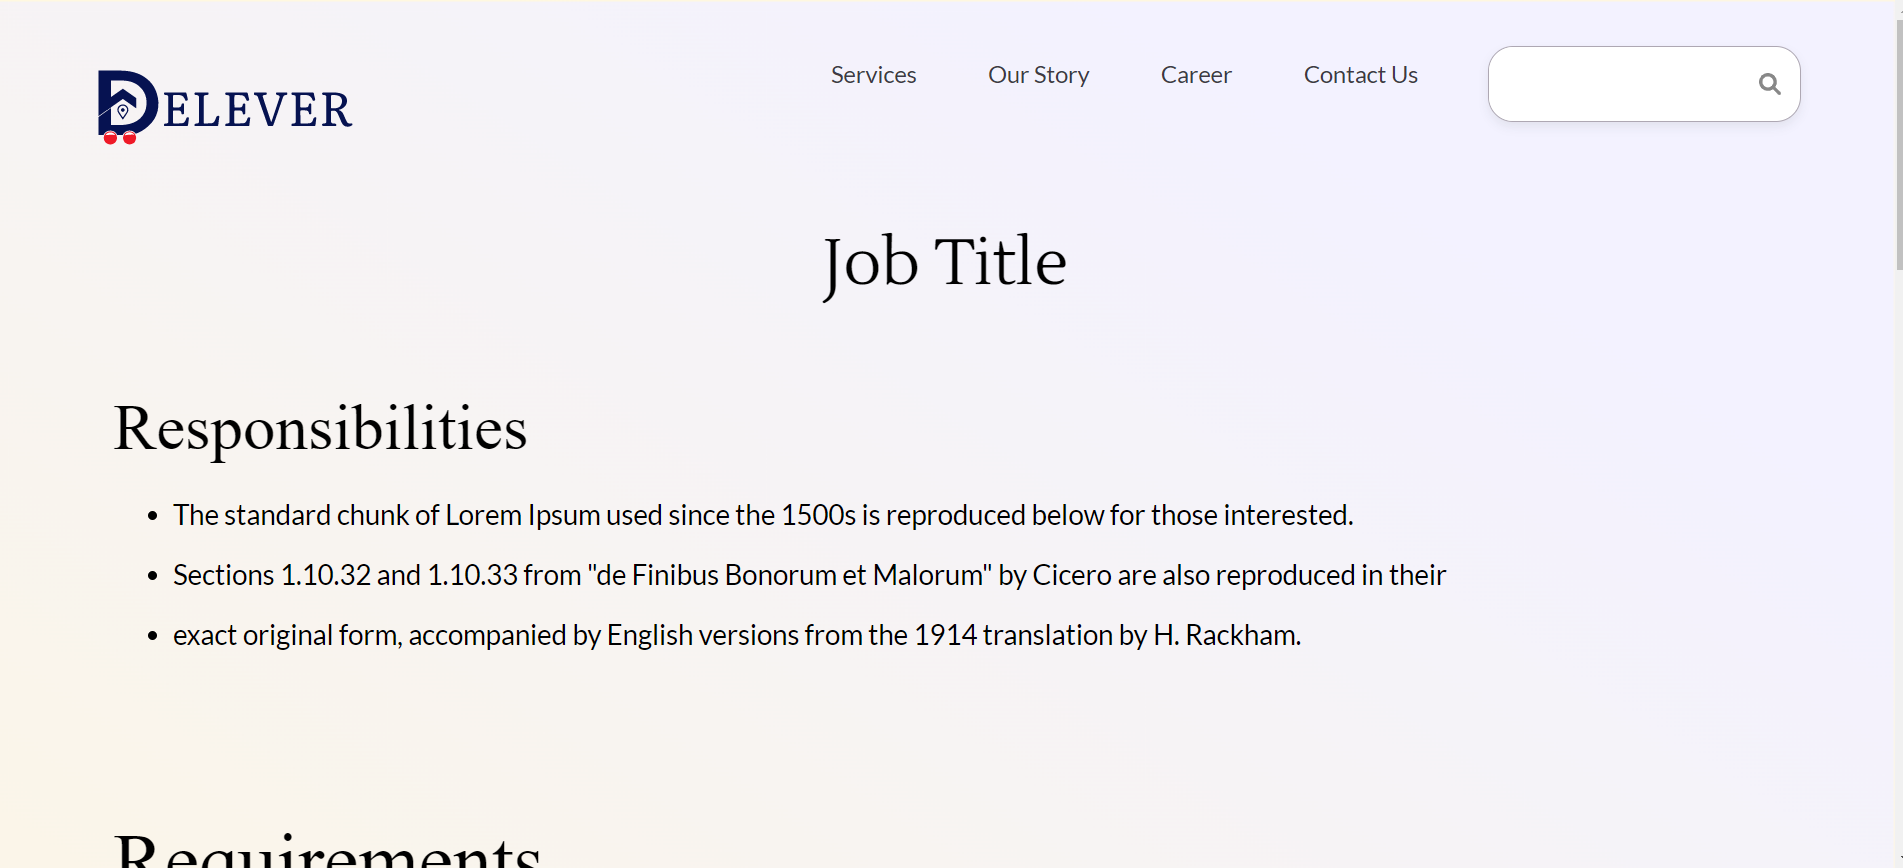 DELEVER
Services
Our Story
Career
Contact Us
Job Title
Responsibilities
• The standard chunk of Lorem Ipsum used since the 1500s is reproduced below for those interested.
• Sections 1.10.32 and 1.10.33 from "de Finibus Bonorum et Malorum" by Cicero are also reproduced in their
• exact original form, accompanied by English versions from the 1914 translation by H. Rackham.
Requirements